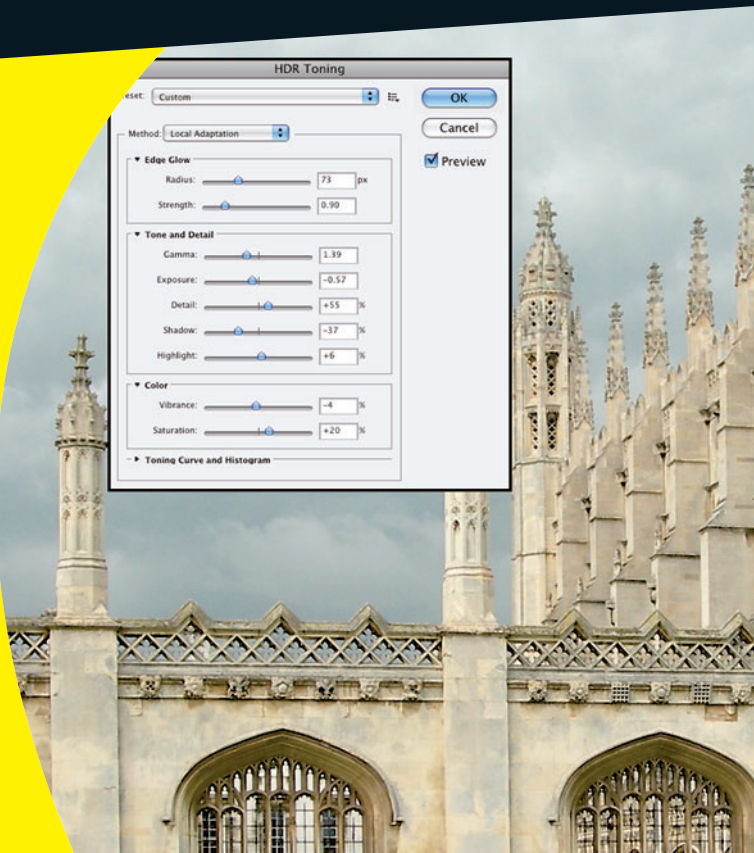 HDR Toning
eset: Custom
OK
Method: Local Adaptation
Cancel
Edge Glow
Preview
Radius: 73 px
Strength: 0.90
Tone and Detail
Gamma: 1.39
Exposure: -0.57
Detail: +55 %
Shadow: -37 %
Highlight: +6 %
Color
Vibrance: -4 %
Saturation: +20 %
Toning Curve and Histogram